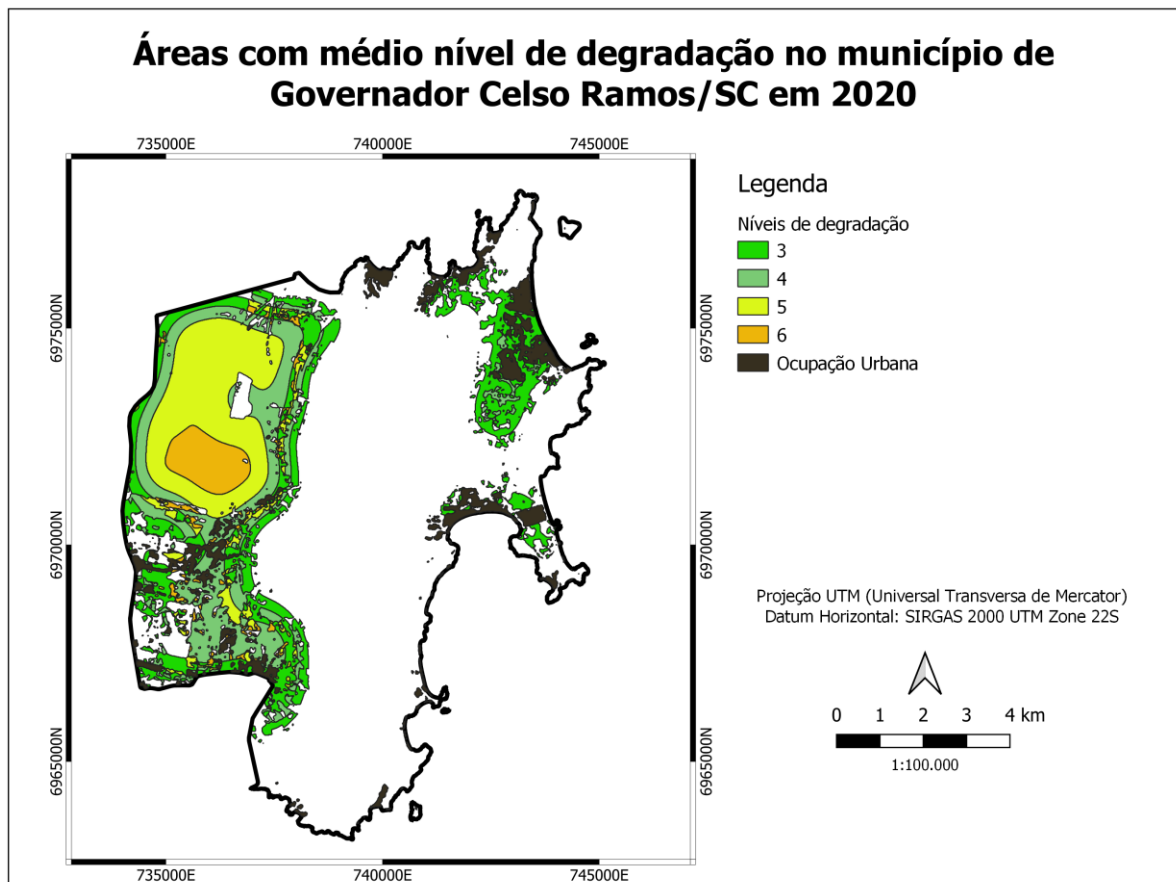 Áreas com médio nível de degradação no município de
Governador Celso Ramos/SC em 2020
735000E 740000E 745000E
6975000N 6975000N
6970000N 6970000N
6965000N 6965000N
735000E 740000E 745000E
Legenda
Níveis de degradação
3
4
5
6
Ocupação Urbana
Projeção UTM (Universal Transversa de Mercator)
Datum Horizontal: SIRGAS 2000 UTM Zone 22S
0 1 2 3 4 km
1:100.000